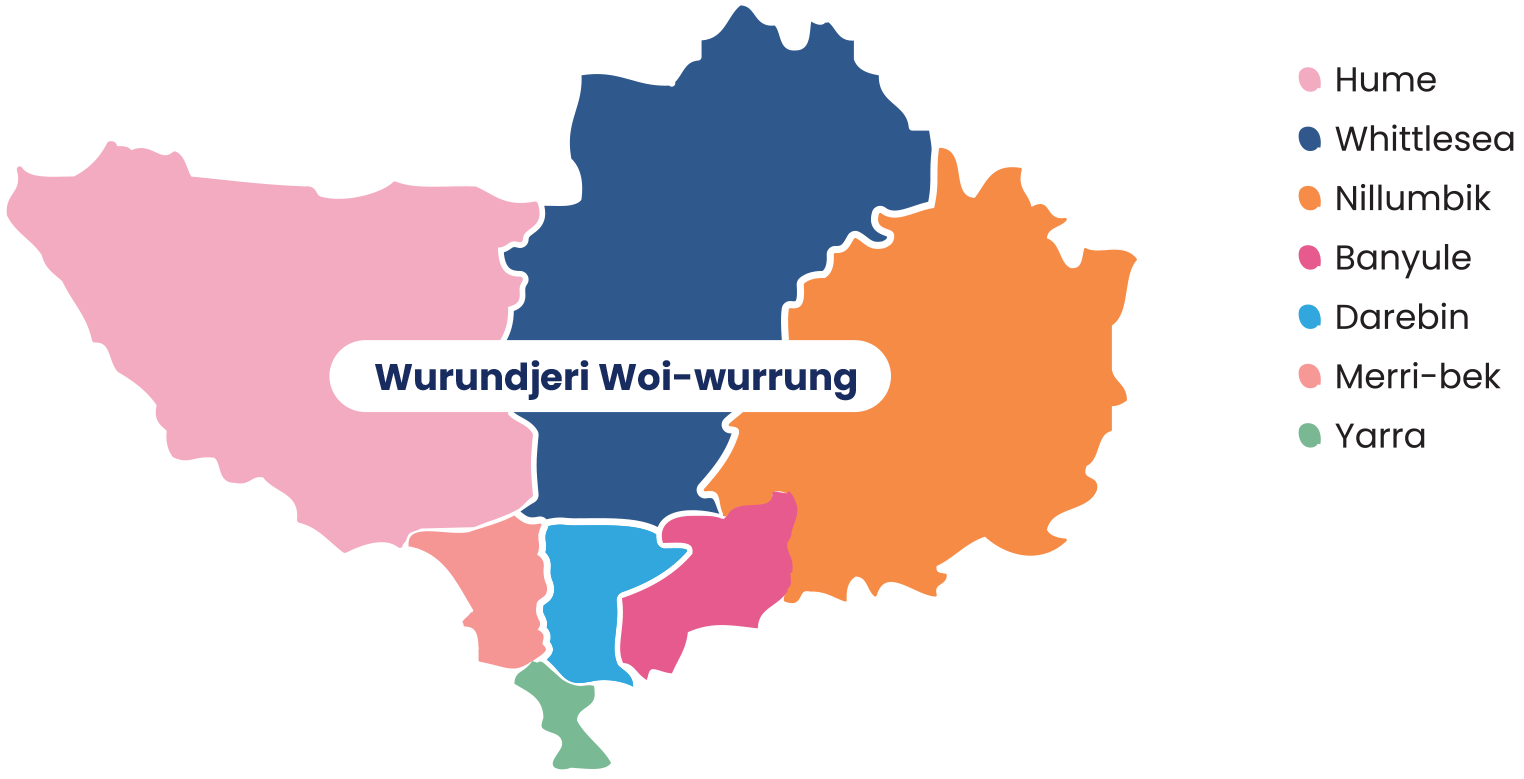 Hume
Whittlesea
Nillumbik
Banyule
Darebin
Merri-bek
Yarra
Wurundjeri Woi-wurrung